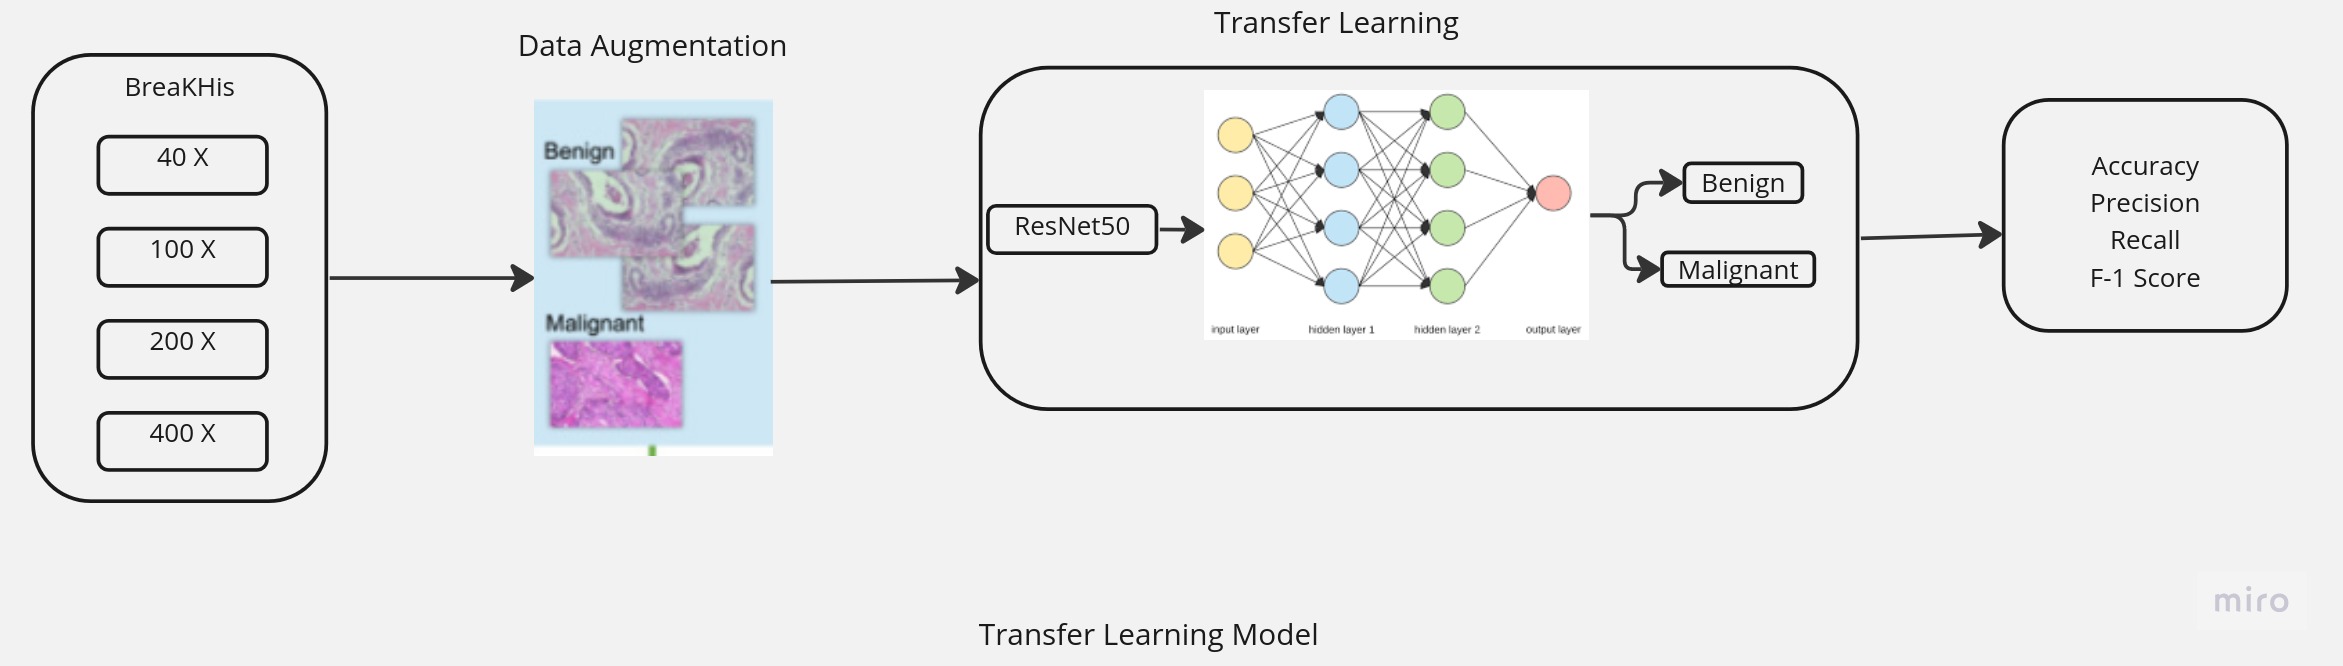 Transfer Learning
Data Augmentation
BreaKHis
40 X
100 X
200 X
400 X
Benign
Malignant
ResNet50
input layer
hidden layer 1
hidden layer 2
output layer
Benign
Malignant
Accuracy
Precision
Recall
F-1 Score
miro
Transfer Learning Model